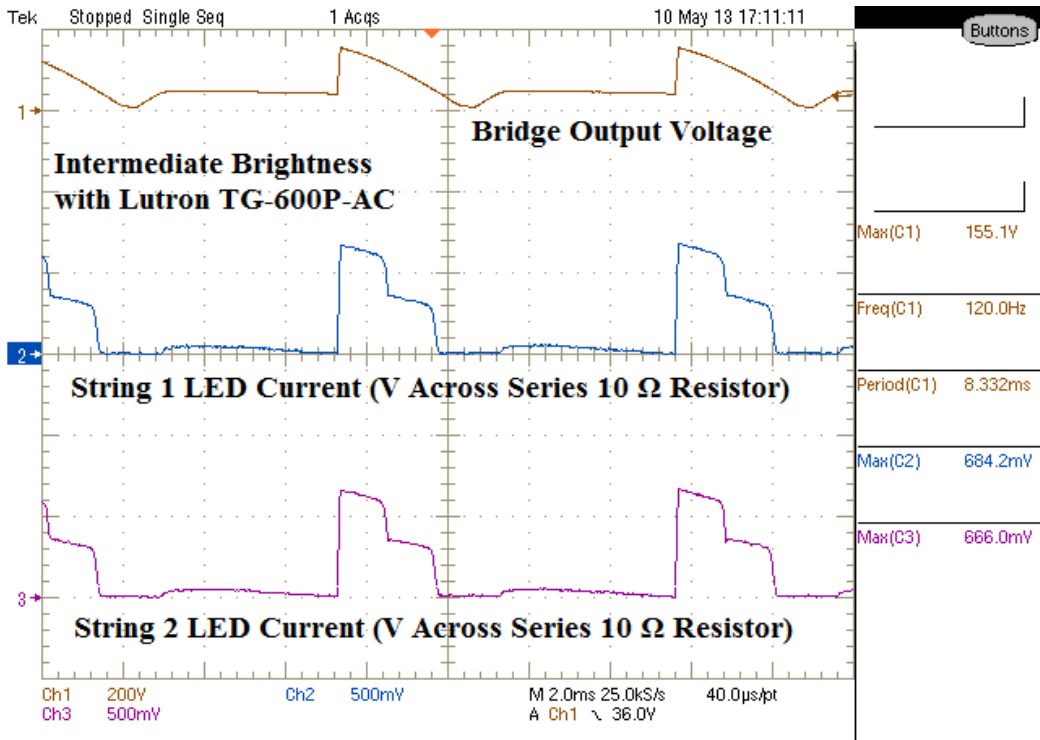 Tek Stopped Single Seq 1 Acqs 10 May 13 17:11:11
Buttons
1
Bridge Output Voltage
Intermediate Brightness
with Lutron TG-600P-AC
Max(C1) 155.1V
Freq(C1) 120.0Hz
2
String 1 LED Current (V Across Series 10 Ω Resistor)
Period(C1) 8.332ms
Max(C2) 684.2mV
Max(C3) 666.0mV
3
String 2 LED Current (V Across Series 10 Ω Resistor)
Ch1 200V Ch2 500mV M 2.0ms 25.0kS/s 40.0µs/pt
Ch3 500mV A Ch1 ∖ 36.0V